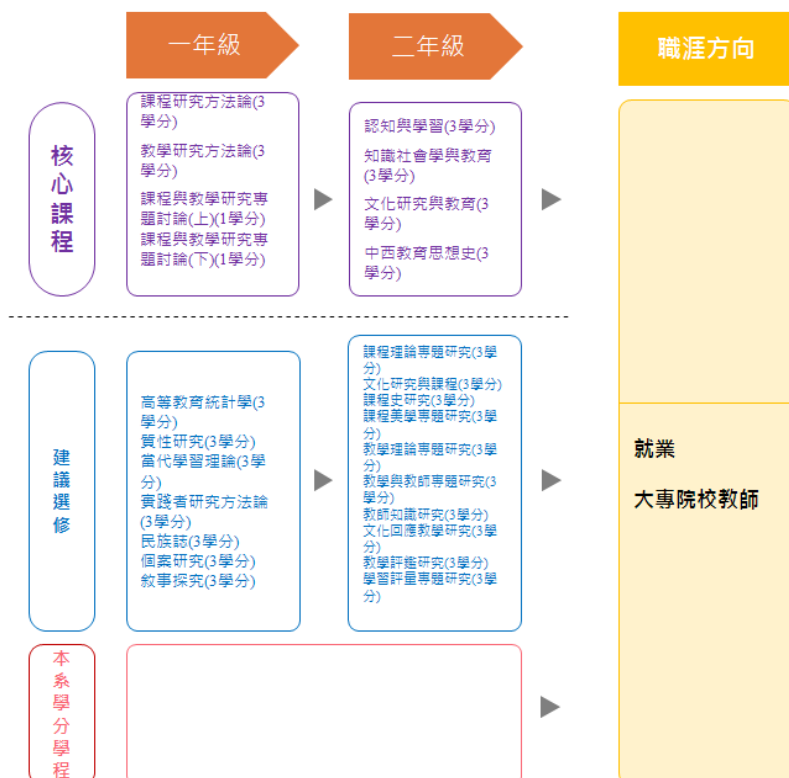 一年級
二年級
職涯方向
核心課程
課程研究方法論(3
學分)
教學研究方法論(3
學分)
課程與教學研究專
題討論(上)(1學分)
課程與教學研究專
題討論(下)(1學分)
認知與學習(3學分)
知識社會學與教育
(3學分)
文化研究與教育(3
學分)
中西教育思想史(3
學分)
建議選修
高等教育統計學(3
學分)
質性研究(3學分)
當代學習理論(3學
分)
實踐者研究方法論
(3學分)
民族誌(3學分)
個案研究(3學分)
敘事探究(3學分)
課程理論專題研究(3學
分)
文化研究與課程(3學分)
課程史研究(3學分)
課程美學專題研究(3學
分)
教學理論專題研究(3學
分)
教學與教師專題研究(3
學分)
教師知識研究(3學分)
文化回應教學研究(3學
分)
教學評鑑研究(3學分)
學習評量專題研究(3學
分)
就業
大專院校教師
本系學分學程